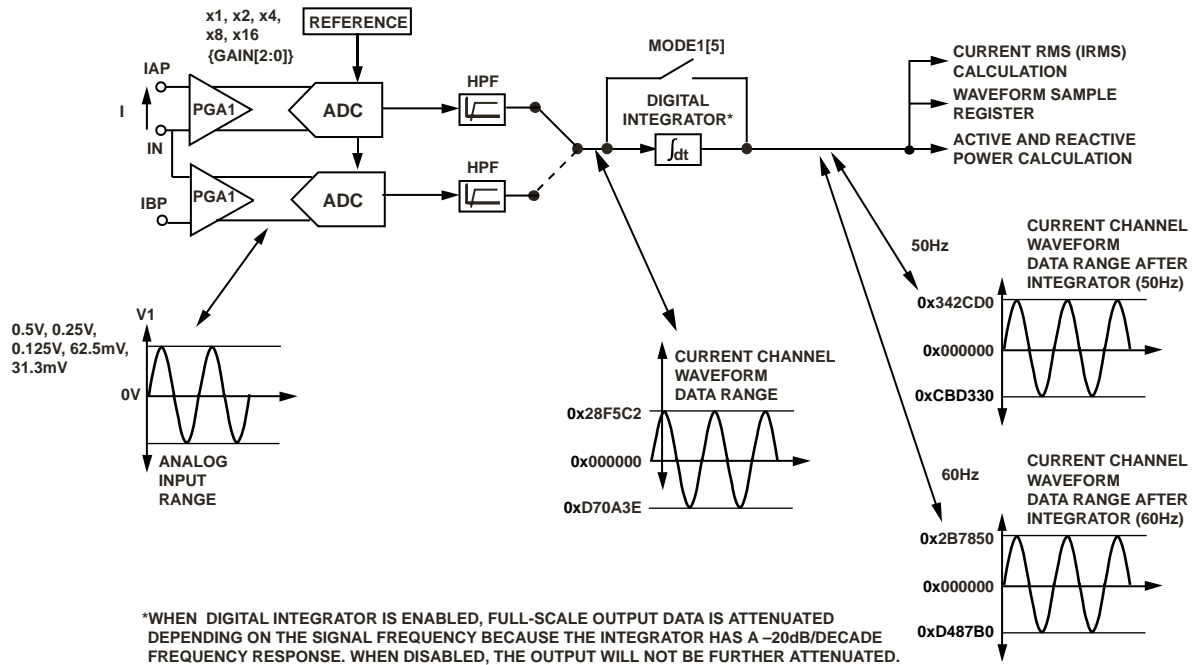 x1, x2, x4,
x8, x16
{GAIN[2:0]}
REFERENCE
IAP
I
IN
IBP
PGA1
ADC
PGA1
ADC
HPF
HPF
MODE1[5]
DIGITAL
INTEGRATOR*
∫dt
CURRENT RMS (IRMS)
CALCULATION
WAVEFORM SAMPLE
REGISTER
ACTIVE AND REACTIVE
POWER CALCULATION
V1
0.5V, 0.25V,
0.125V, 62.5mV,
31.3mV
0V
ANALOG
INPUT
RANGE
CURRENT CHANNEL
WAVEFORM
DATA RANGE
0x28F5C2
0x000000
0xD70A3E
50Hz
CURRENT CHANNEL
WAVEFORM
DATA RANGE AFTER
INTEGRATOR (50Hz)
0x342CD0
0x000000
0xCBD330
60Hz
CURRENT CHANNEL
WAVEFORM
DATA RANGE AFTER
INTEGRATOR (60Hz)
0x2B7850
0x000000
0xD487B0
*WHEN DIGITAL INTEGRATOR IS ENABLED, FULL-SCALE OUTPUT DATA IS ATTENUATED
DEPENDING ON THE SIGNAL FREQUENCY BECAUSE THE INTEGRATOR HAS A –20dB/DECADE
FREQUENCY RESPONSE. WHEN DISABLED, THE OUTPUT WILL NOT BE FURTHER ATTENUATED.